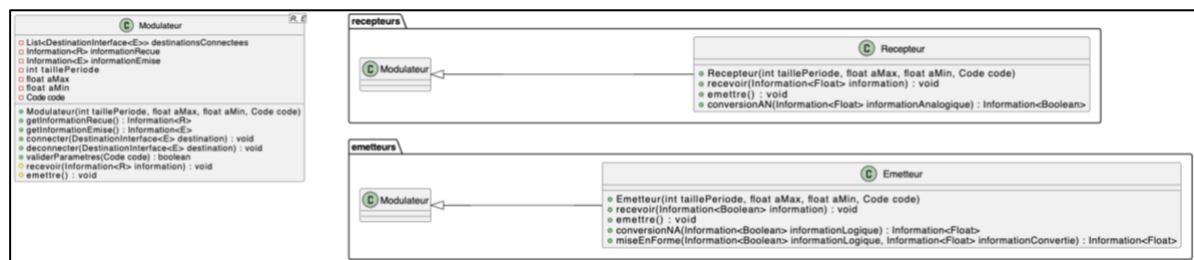 R, E
C Modulateur
List<DestinationInterface<E>> destinationsConnectees
Information<R> informationRecue
Information<E> informationEmise
int taillePeriode
float aMax
float aMin
Code code
Modulateur(int taillePeriode, float aMax, float aMin, Code code)
getInformationRecue() : Information<R>
getInformationEmise() : Information<E>
connecter(DestinationInterface<E> destination) : void
deconnecter(DestinationInterface<E> destination) : void
validerParametres(Code code) : boolean
recevoir(Information<R> information) : void
emettre() : void
recepteurs
C Modulateur
C Recepteur
Recepteur(int taillePeriode, float aMax, float aMin, Code code)
recevoir(Information<Float> information) : void
emettre() : void
conversionAN(Information<Float> informationAnalogique) : Information<Boolean>
emetteurs
C Modulateur
C Emetteur
Emetteur(int taillePeriode, float aMax, float aMin, Code code)
recevoir(Information<Boolean> information) : void
emettre() : void
conversionNA(Information<Boolean> informationLogique) : Information<Float>
miseEnForme(Information<Boolean> informationLogique, Information<Float> informationConvertie) : Information<Float>